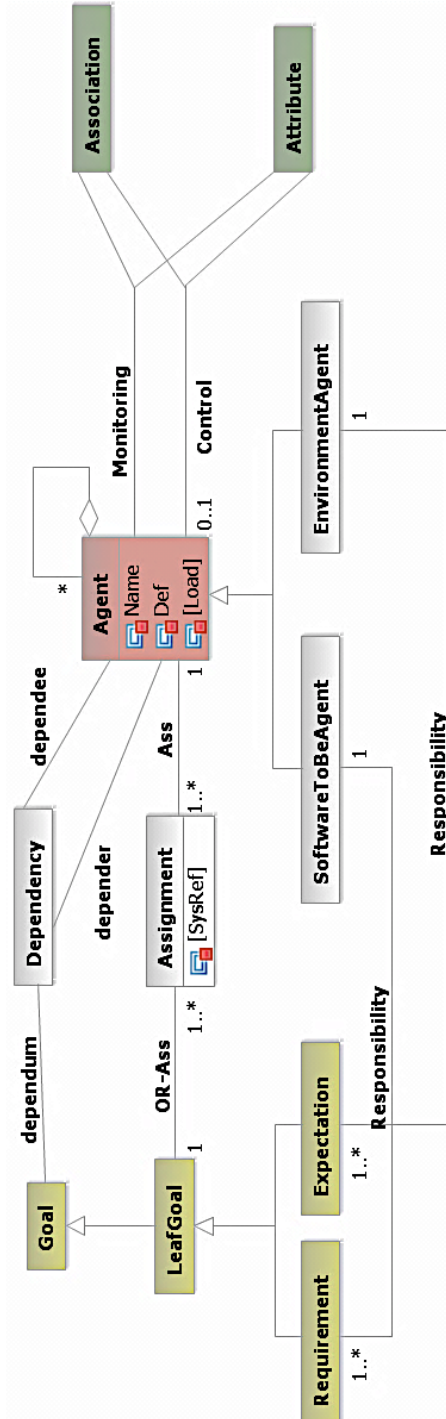 Goal
dependum
Dependency
dependee
depender
*
Agent
Name
Def
[Load]
Monitoring
Association
Control
0..1
Attribute
LeafGoal
1
OR-Ass
1..*
Assignment
[SysRef]
1..*
Ass
1
Requirement
1..*
Expectation
1..*
Responsibility
SoftwareToBeAgent
1
EnvironmentAgent
1
Responsibility